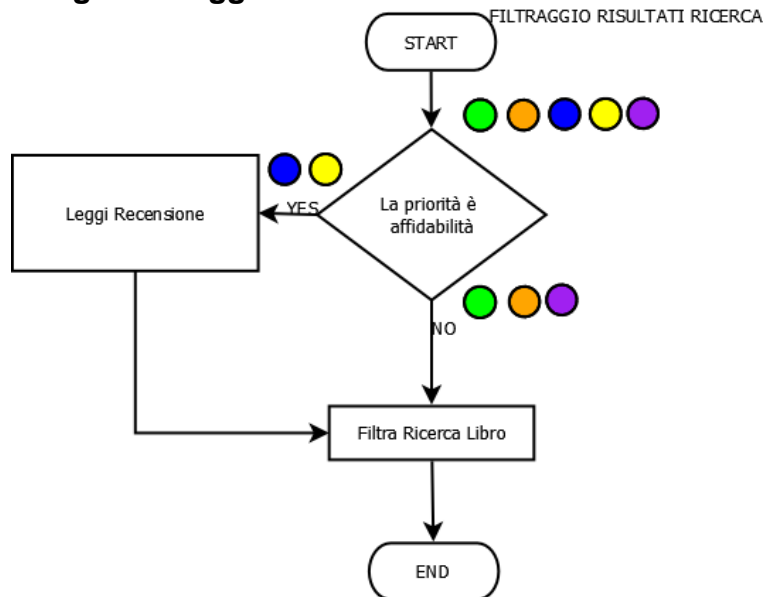 FILTRAGGIO RISULTATI RICERCA
START
La priorità è
affidabilità
YES
Leggi Recensione
NO
Filtra Ricerca Libro
END